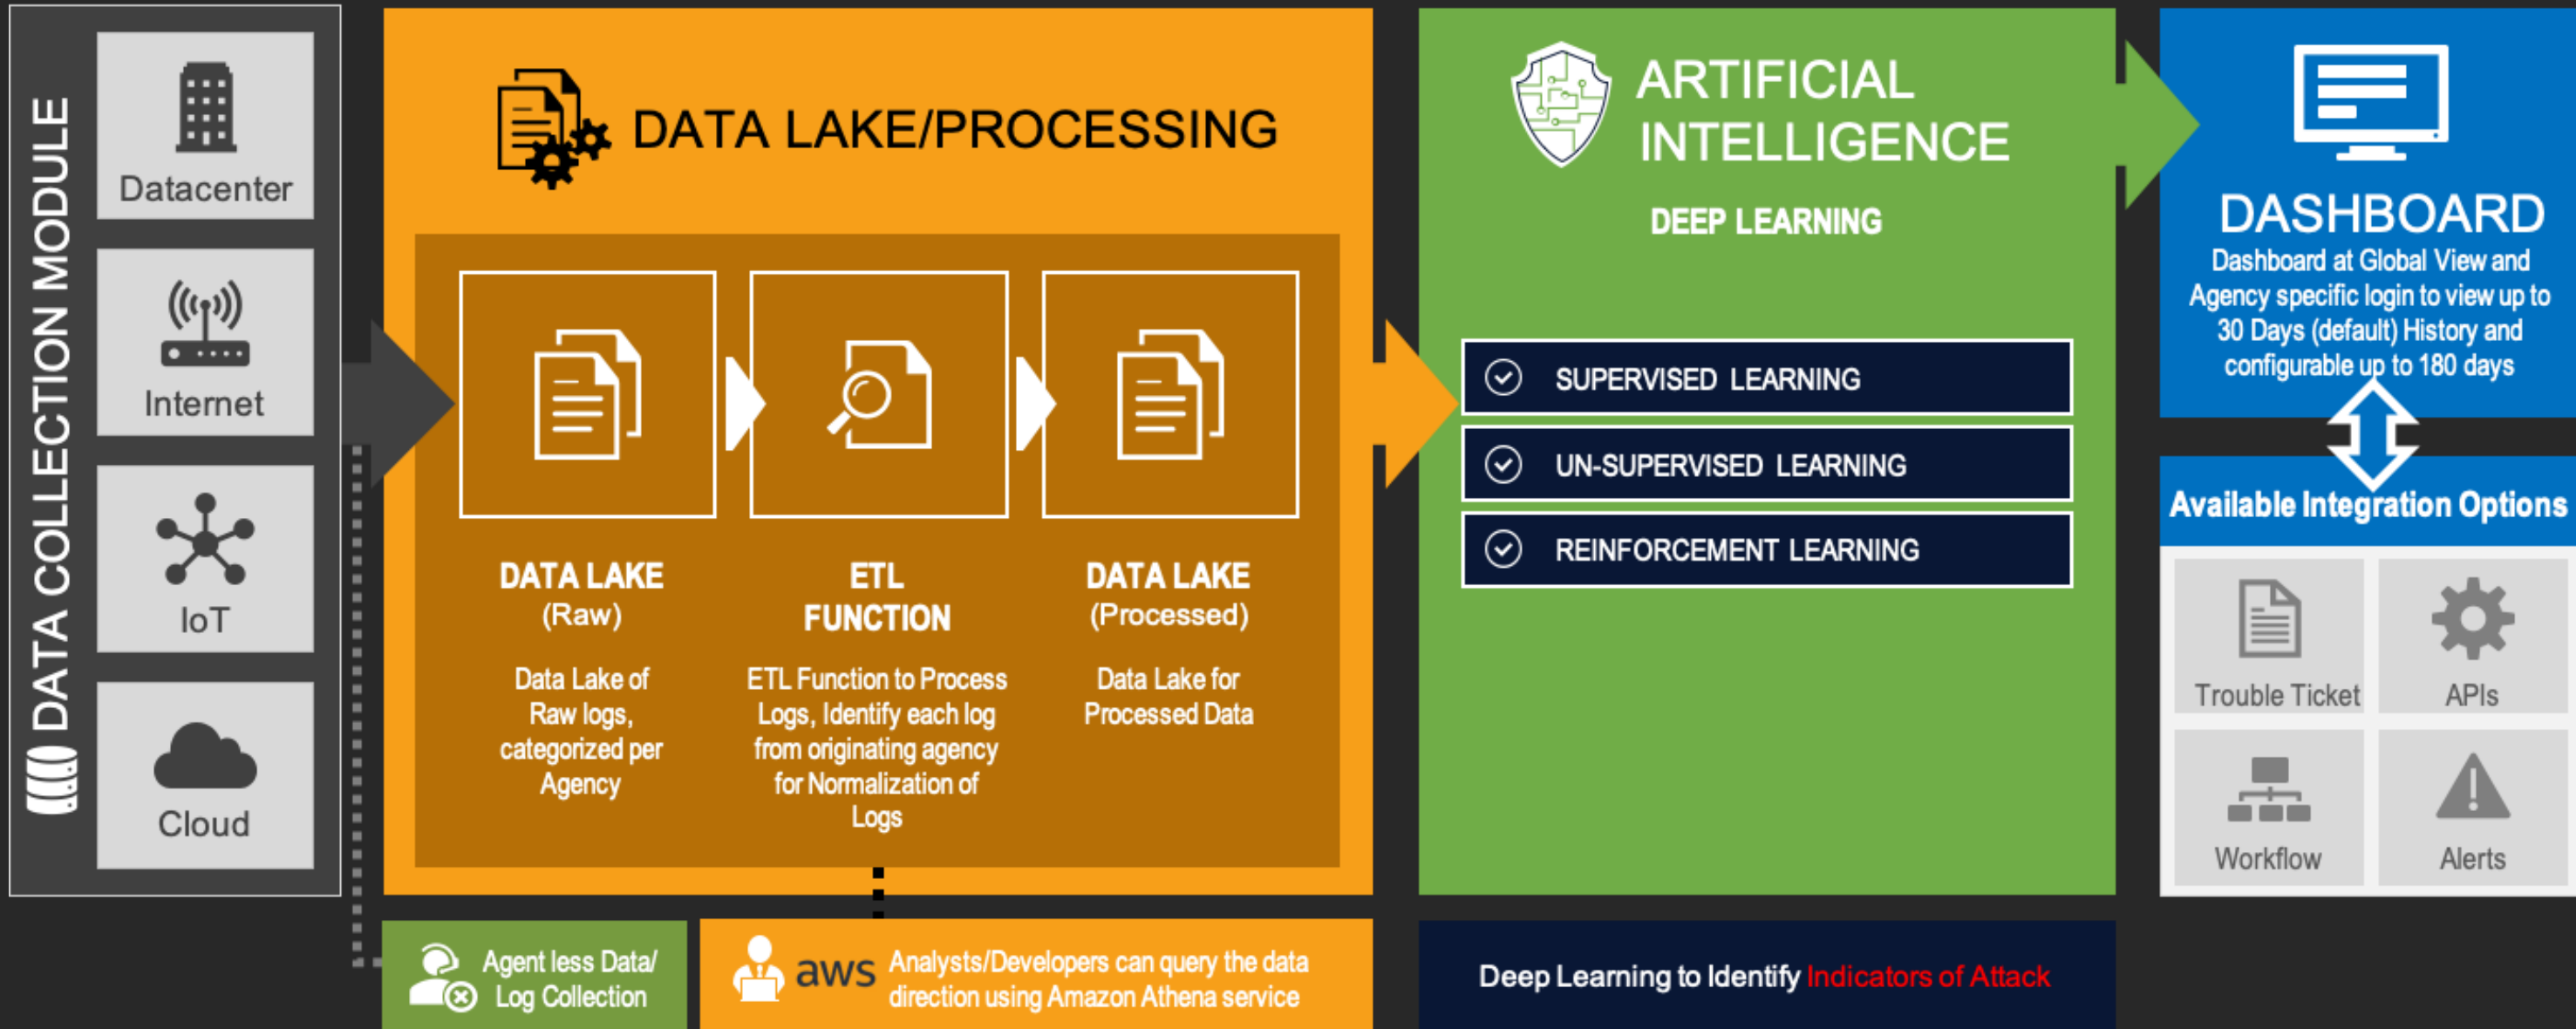 DATA COLLECTION MODULE
Datacenter
Internet
IoT
Cloud
DATA LAKE/PROCESSING
DATA LAKE
(Raw)
Data Lake of
Raw logs,
categorized per
Agency
ETL
FUNCTION
ETL Function to Process
Logs, Identify each log
from originating agency
for Normalization of
Logs
DATA LAKE
(Processed)
Data Lake for
Processed Data
Agent less Data/
Log Collection
aws
Analysts/Developers can query the data
direction using Amazon Athena service
ARTIFICIAL
INTELLIGENCE
DEEP LEARNING
SUPERVISED LEARNING
UN-SUPERVISED LEARNING
REINFORCEMENT LEARNING
Deep Learning to Identify Indicators of Attack
DASHBOARD
Dashboard at Global View and
Agency specific login to view up to
30 Days (default) History and
configurable up to 180 days
Available Integration Options
Trouble Ticket
APIs
Workflow
Alerts